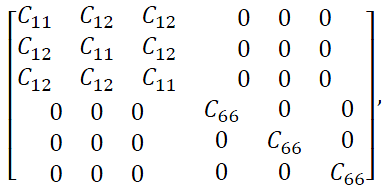 [C₁₁ C₁₂ C₁₂ 0 0 0
C₁₂ C₁₁ C₁₂ 0 0 0
C₁₂ C₁₂ C₁₁ 0 0 0
0 0 0 C₆₆ 0 0
0 0 0 0 C₆₆ 0
0 0 0 0 0 C₆₆],